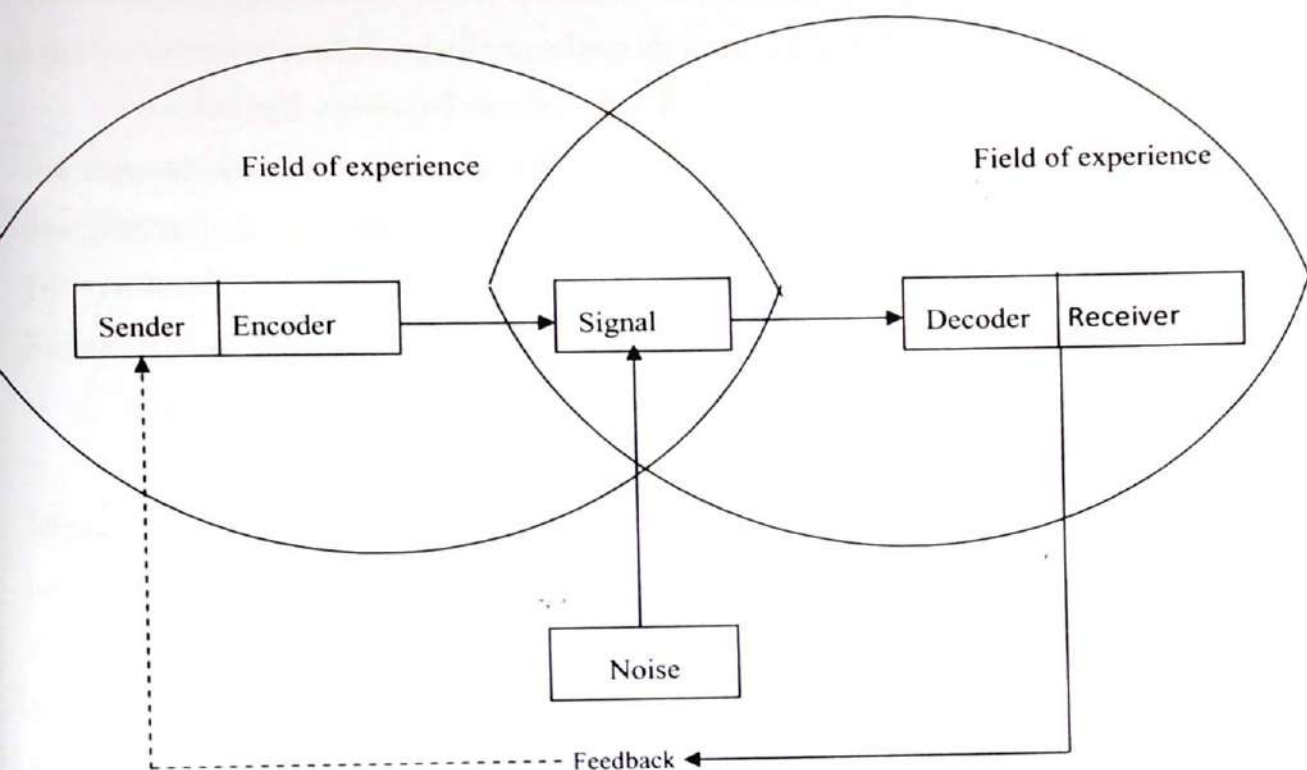 Field of experience
Field of experience
Sender Encoder
Signal
Decoder Receiver
Noise
Feedback